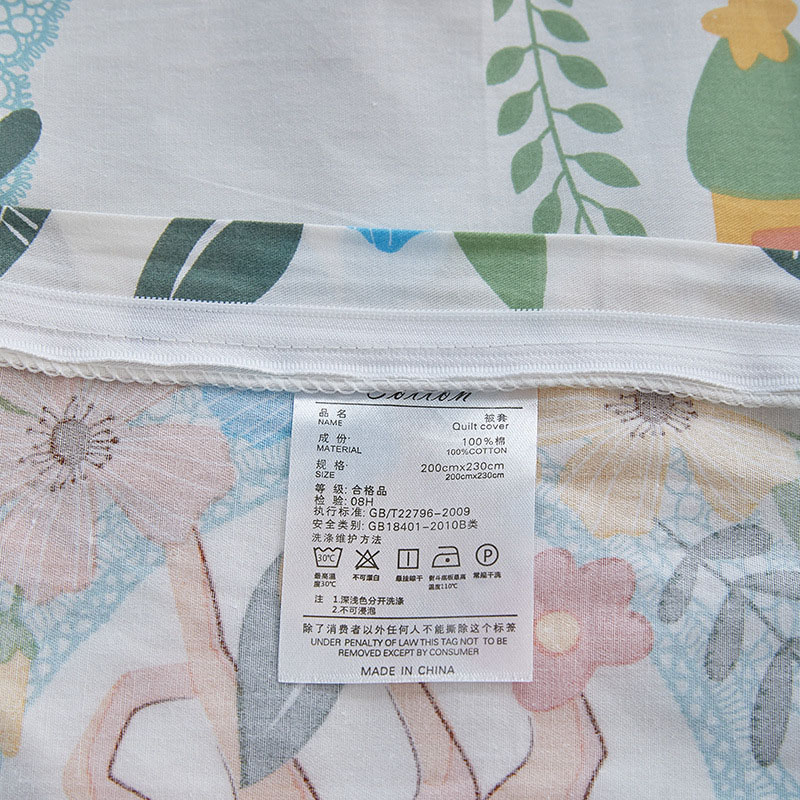 Cotton
品名 被套
NAME Quilt cover
成份 100%棉
MATERIAL 100%COTTON
规格: 200cmx230cm
SIZE 200cmx230cm
等级: 合格品
检验: 08H
执行标准: GB/T22796-2009
安全类别: GB18401-2010B类
洗涤维护方法
30℃ P
最高温度30℃ 不可漂白 悬挂晾干 熨斗底板最高温度110℃ 常规干洗
注 1.深浅色分开洗涤
2.不可浸泡
除了消费者以外任何人不能撕除这个标签
UNDER PENALTY OF LAW THIS TAG NOT TO BE
REMOVED EXCEPT BY CONSUMER
MADE IN CHINA